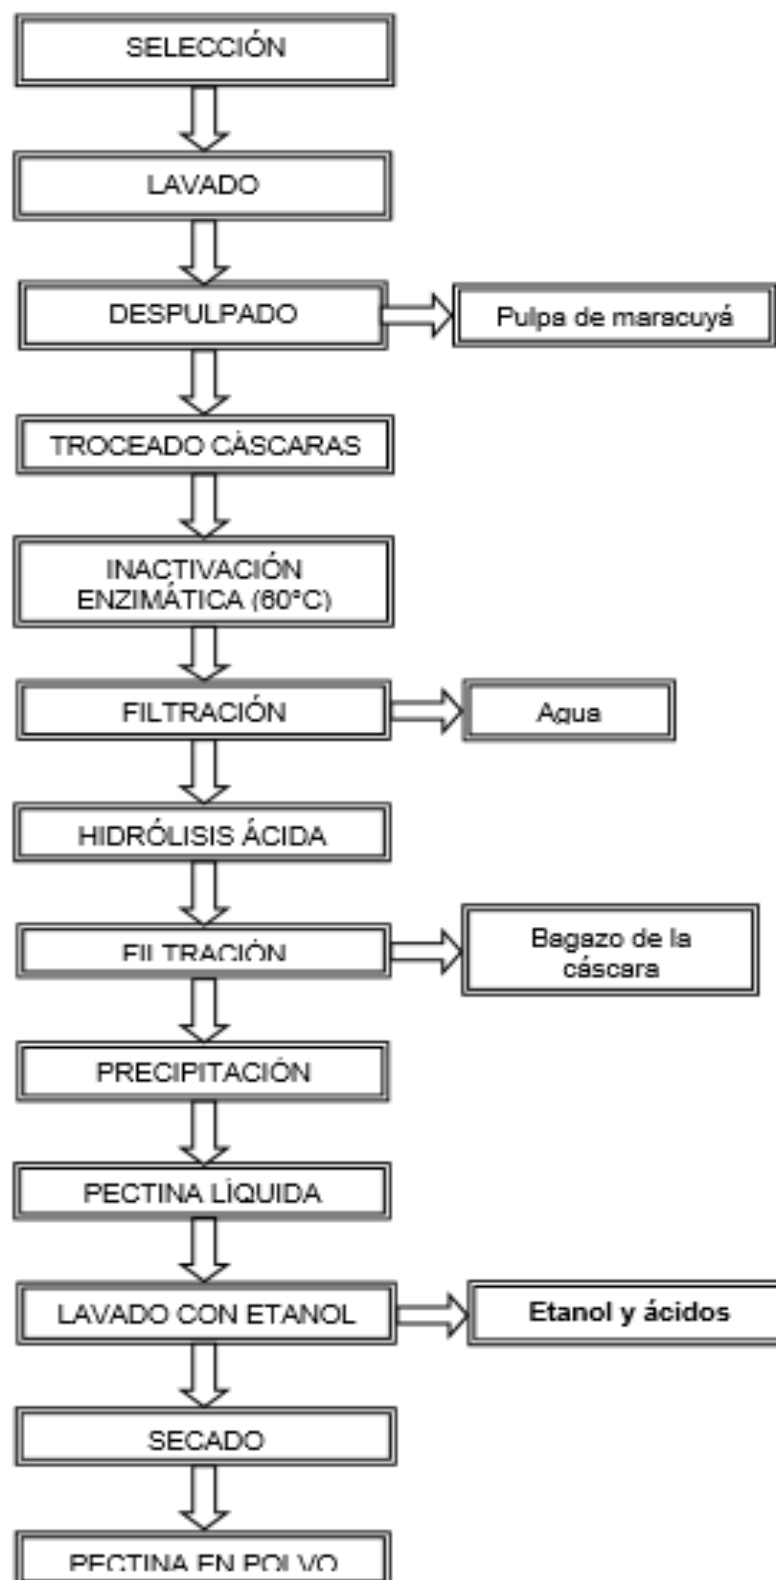 SELECCIÓN
LAVADO
DESPULPADO
Pulpa de maracuyá
TROCEADO CÁSCARAS
INACTIVACIÓN
ENZIMÁTICA (60°C)
FILTRACIÓN
Agua
HIDRÓLISIS ÁCIDA
FILTRACIÓN
Bagazo de la
cáscara
PRECIPITACIÓN
PECTINA LÍQUIDA
LAVADO CON ETANOL
Etanol y ácidos
SECADO
PECTINA EN POLVO